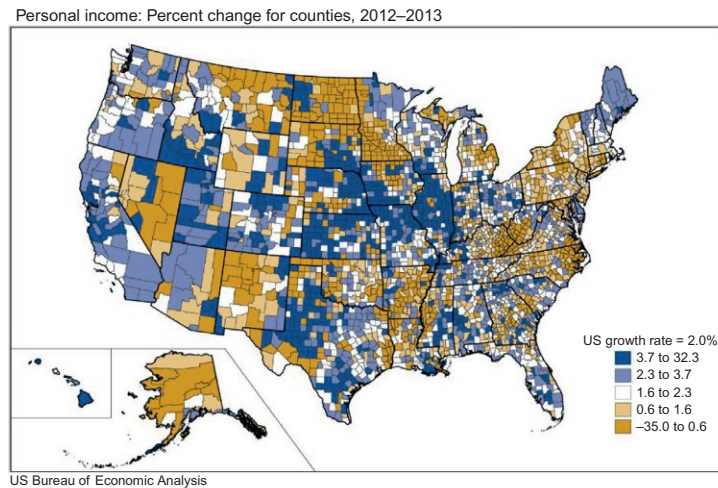 Personal income: Percent change for counties, 2012–2013
US growth rate = 2.0%
3.7 to 32.3
2.3 to 3.7
1.6 to 2.3
0.6 to 1.6
–35.0 to 0.6
US Bureau of Economic Analysis